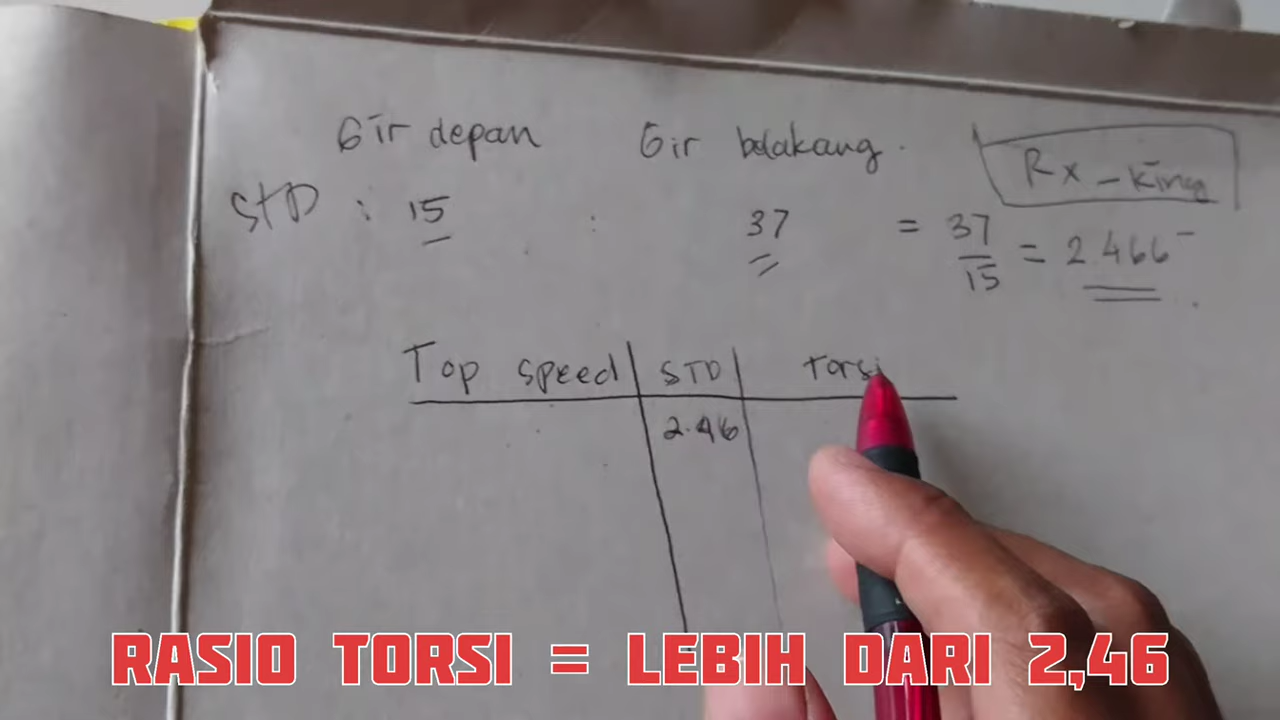 Gir depan Gir belakang.
Rx-King
STD : 15 : 37 = 37/15 = 2.466
Top speed STD Torsi
2.46
RASIO TORSI = LEBIH DARI 2,46